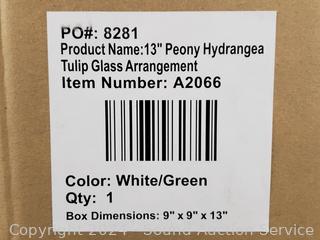 PO#: 8281
Product Name:13" Peony Hydrangea
Tulip Glass Arrangement
Item Number: A2066
Color: White/Green
Qty: 1
Box Dimensions: 9" x 9" x 13"
Copyright 2024 - Sound Auction Service